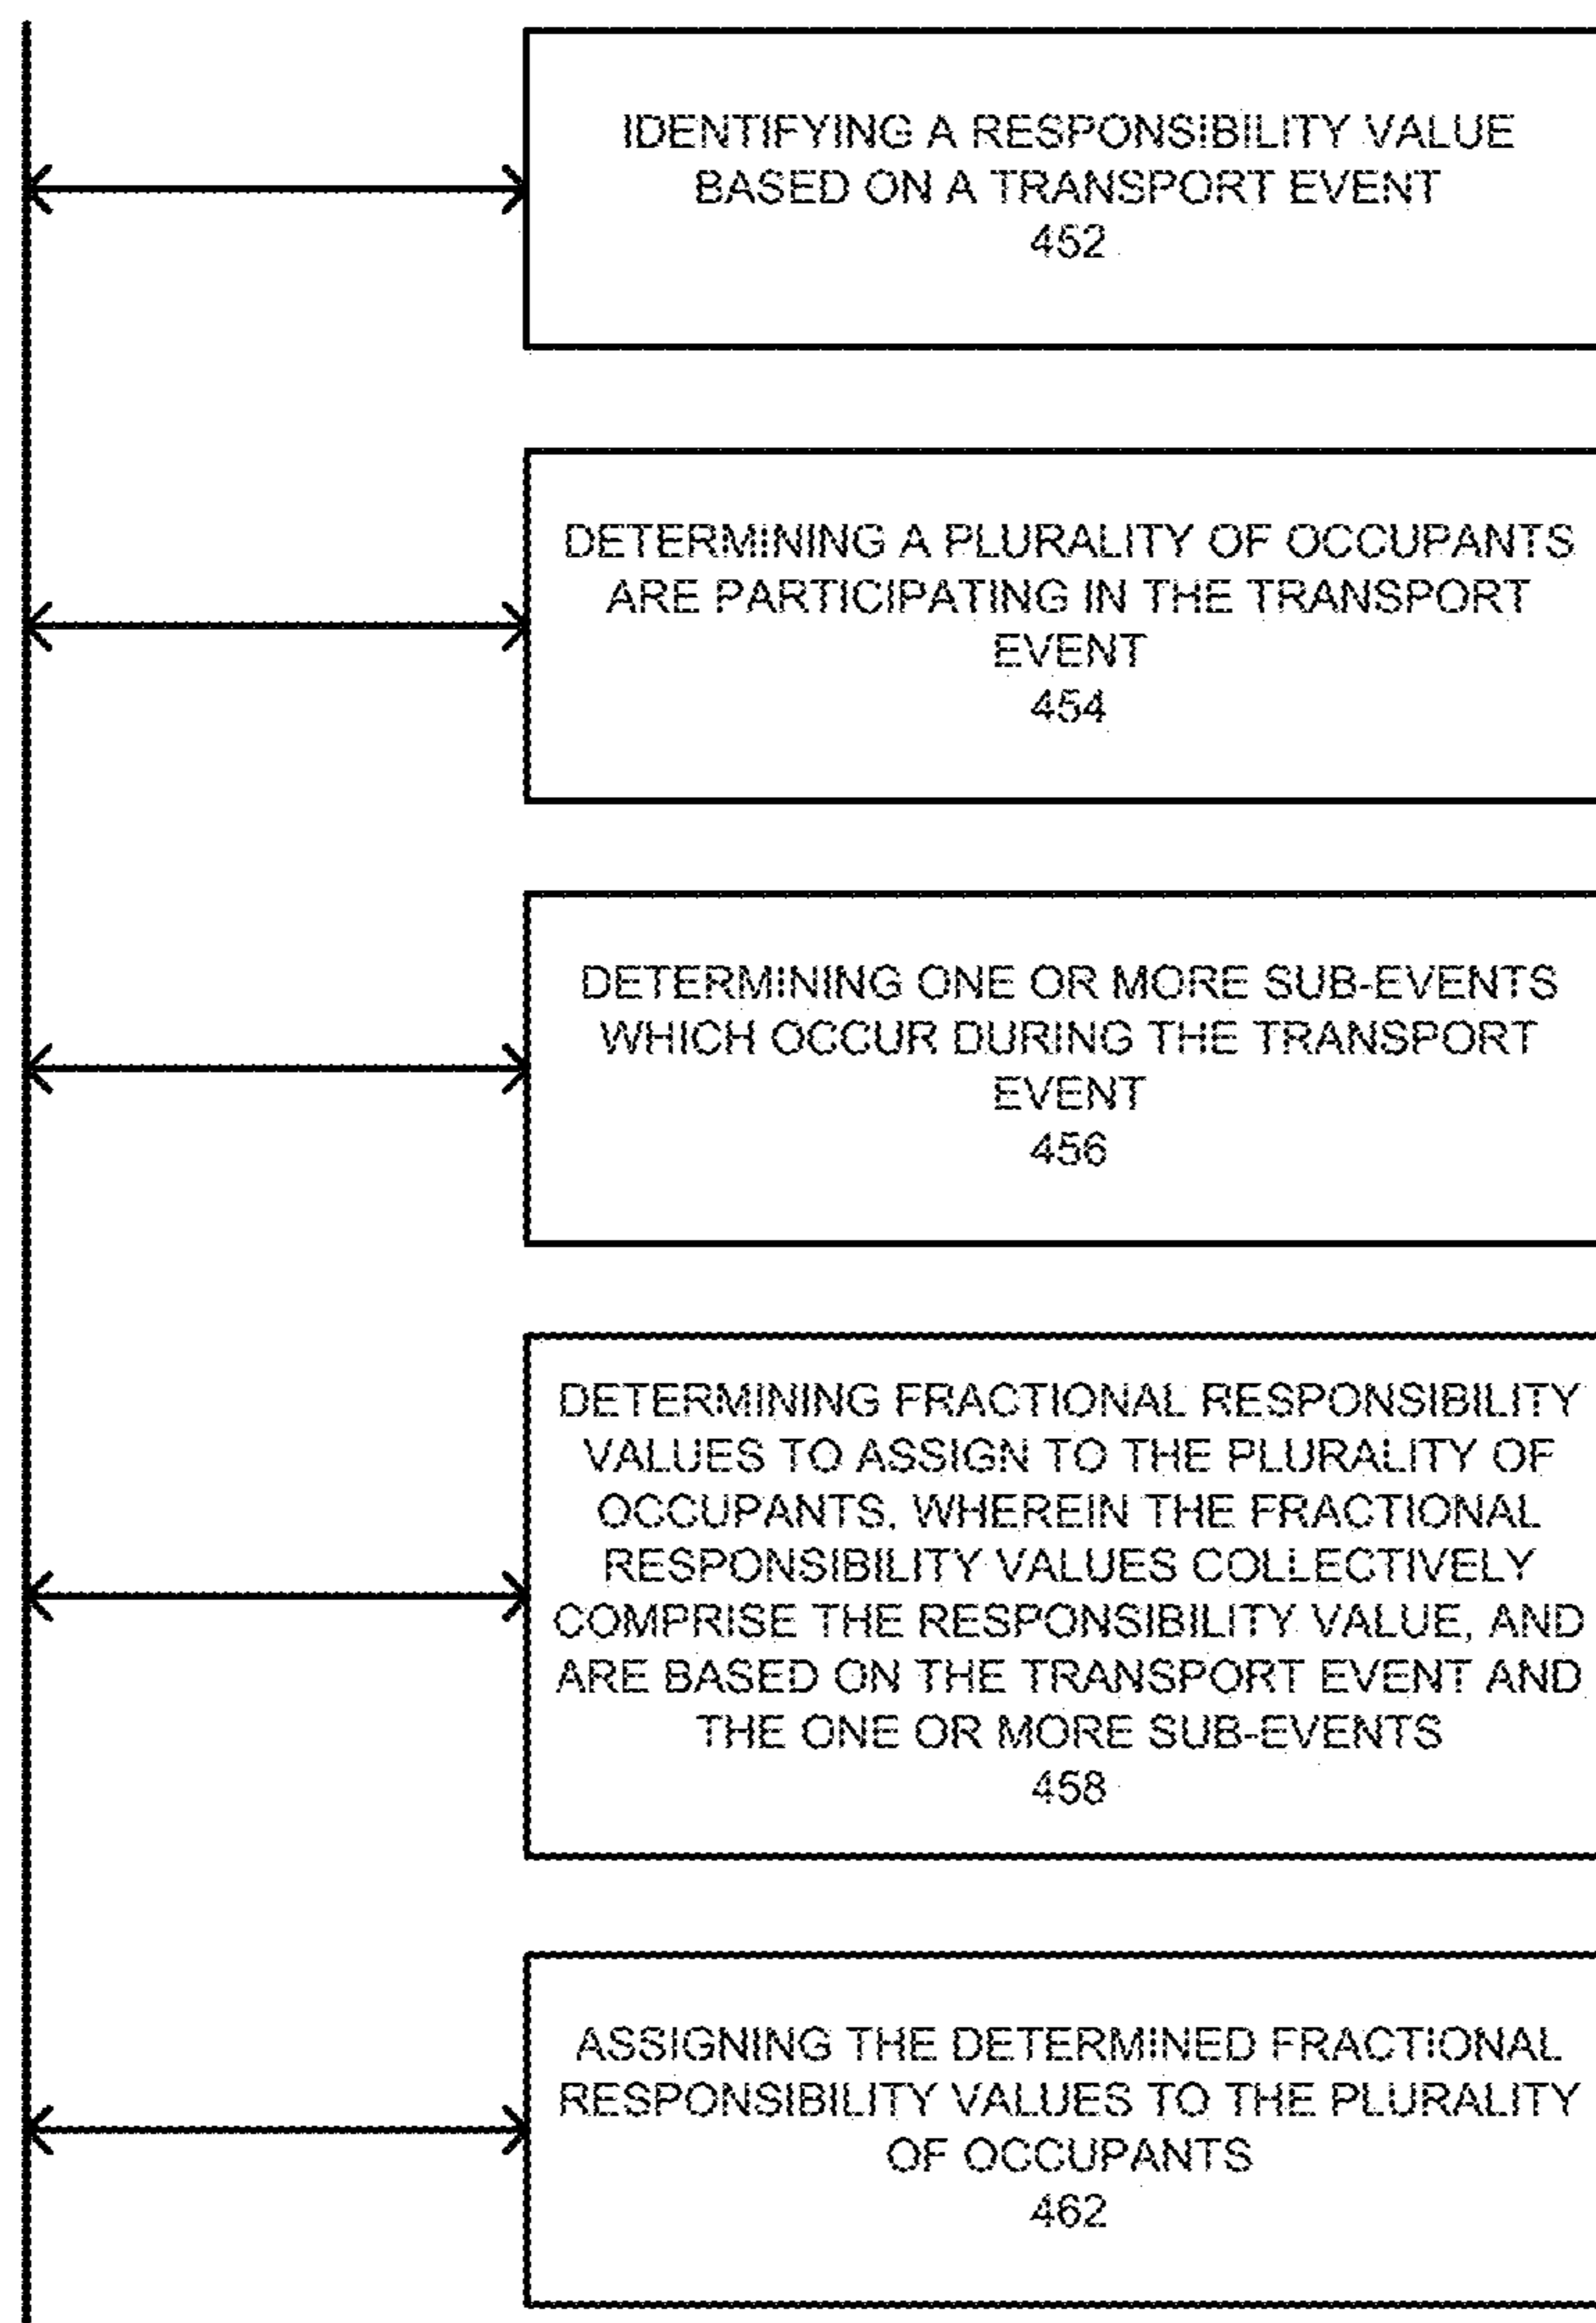 IDENTIFYING A RESPONSIBILITY VALUE
BASED ON A TRANSPORT EVENT
452
DETERMINING A PLURALITY OF OCCUPANTS
ARE PARTICIPATING IN THE TRANSPORT
EVENT
454
DETERMINING ONE OR MORE SUB-EVENTS
WHICH OCCUR DURING THE TRANSPORT
EVENT
456
DETERMINING FRACTIONAL RESPONSIBILITY
VALUES TO ASSIGN TO THE PLURALITY OF
OCCUPANTS, WHEREIN THE FRACTIONAL
RESPONSIBILITY VALUES COLLECTIVELY
COMPRISE THE RESPONSIBILITY VALUE, AND
ARE BASED ON THE TRANSPORT EVENT AND
THE ONE OR MORE SUB-EVENTS
458
ASSIGNING THE DETERMINED FRACTIONAL
RESPONSIBILITY VALUES TO THE PLURALITY
OF OCCUPANTS
462